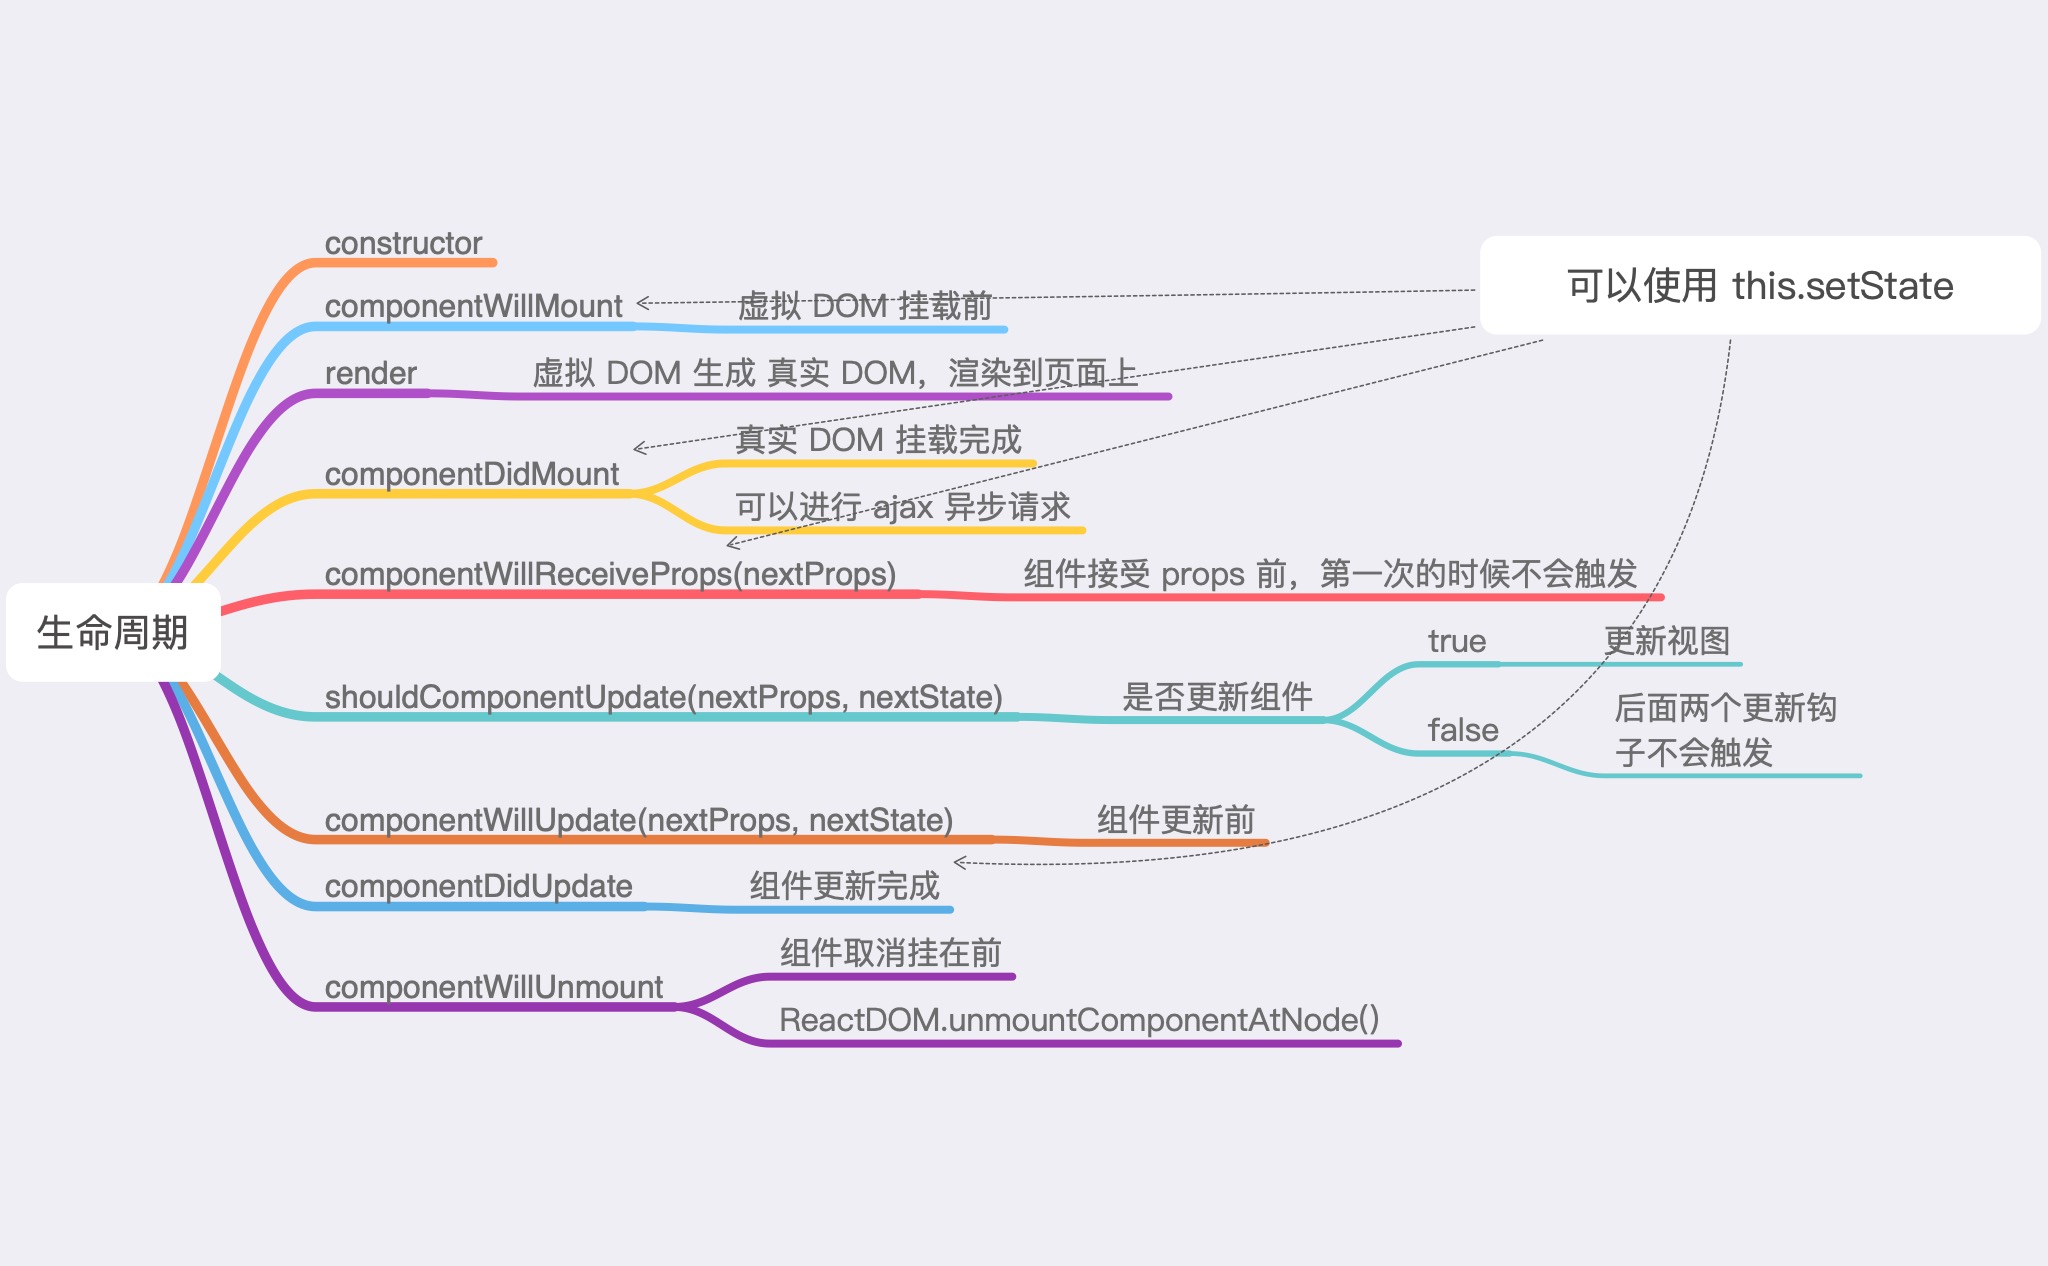 constructor
可以使用 this.setState
componentWillMount
虚拟 DOM 挂载前
render
虚拟 DOM 生成 真实 DOM，渲染到页面上
真实 DOM 挂载完成
componentDidMount
可以进行 ajax 异步请求
componentWillReceiveProps(nextProps)
组件接受 props 前，第一次的时候不会触发
生命周期
true
更新视图
shouldComponentUpdate(nextProps, nextState)
是否更新组件
false
后面两个更新钩
子不会触发
componentWillUpdate(nextProps, nextState)
组件更新前
componentDidUpdate
组件更新完成
组件取消挂在前
componentWillUnmount
ReactDOM.unmountComponentAtNode()